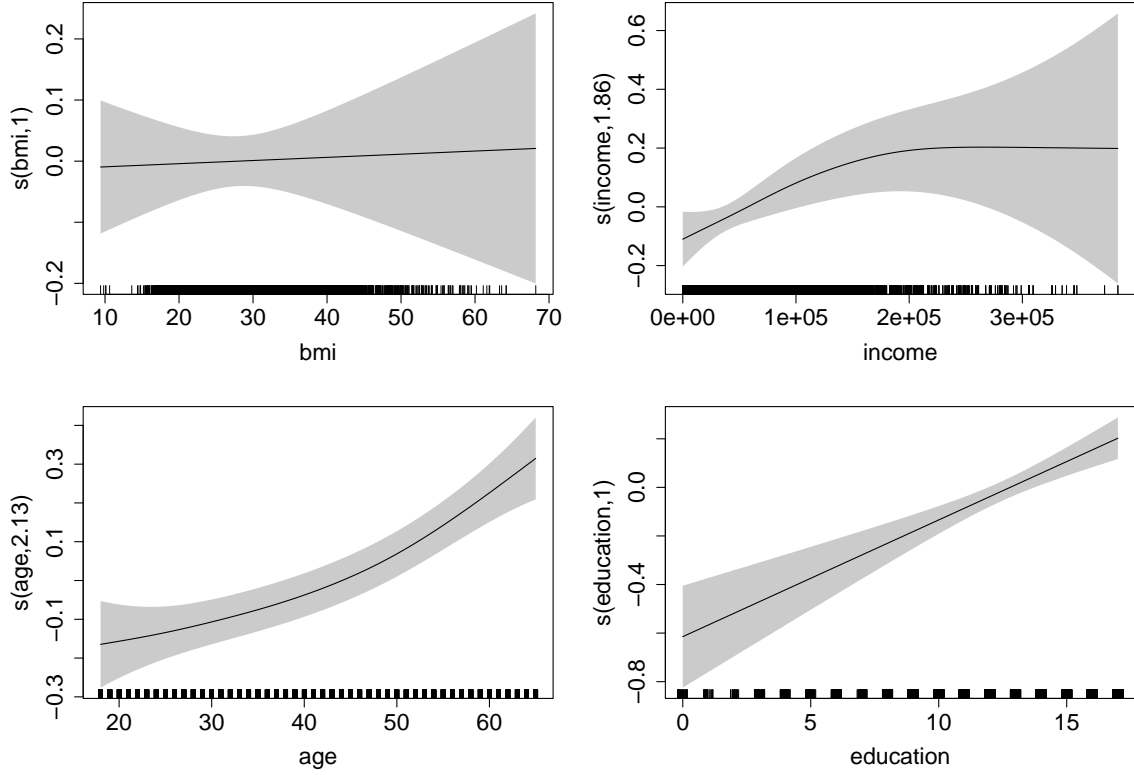 s(bmi,1)
0.2
0.1
0.0
−0.2
10 20 30 40 50 60 70
bmi
s(income,1.86)
0.6
0.4
0.2
0.0
−0.2
0e+00 1e+05 2e+05 3e+05
income
s(age,2.13)
0.3
0.1
−0.1
−0.3
20 30 40 50 60
age
s(education,1)
0.0
−0.4
−0.8
0 5 10 15
education